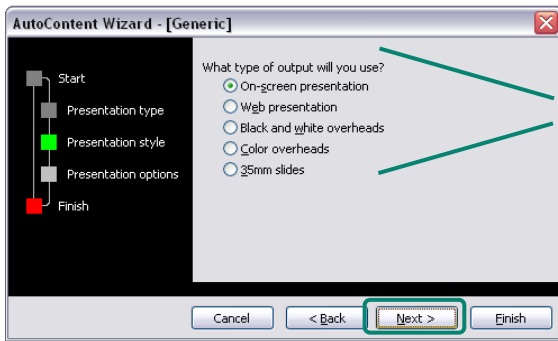 AutoContent Wizard - [Generic]
Start
Presentation type
Presentation style
Presentation options
Finish
What type of output will you use?
On-screen presentation
Web presentation
Black and white overheads
Color overheads
35mm slides
Cancel
< Back
Next >
Finish